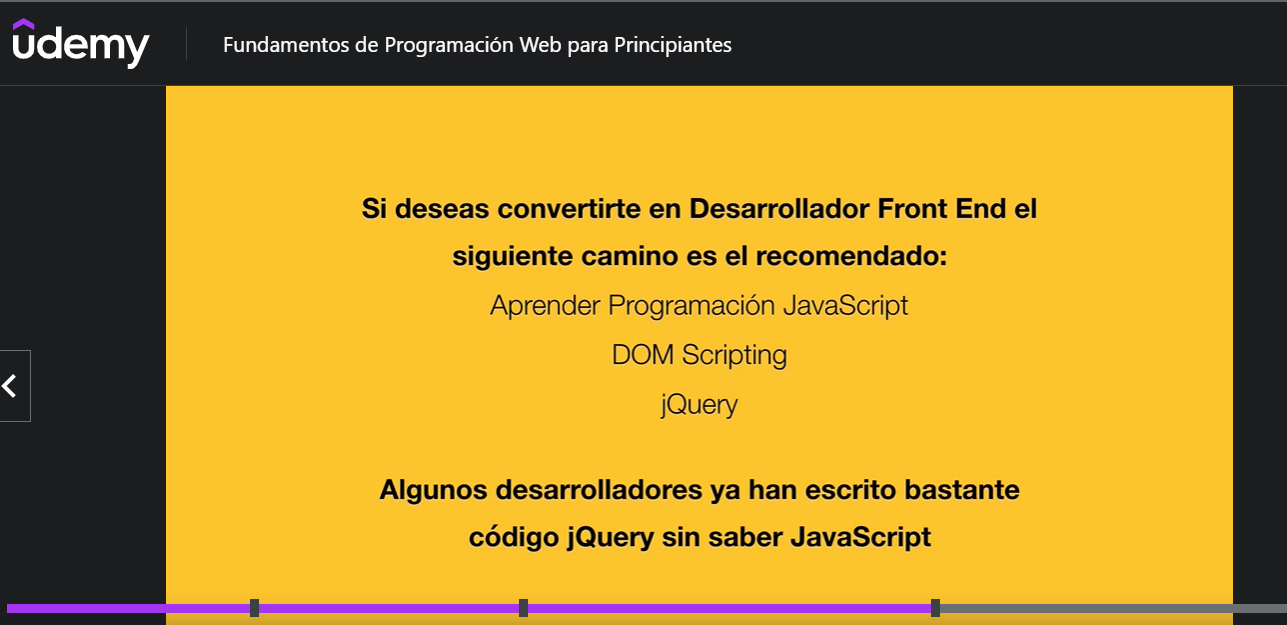 udemy
Fundamentos de Programación Web para Principiantes
Si deseas convertirte en Desarrollador Front End el
siguiente camino es el recomendado:
Aprender Programación JavaScript
DOM Scripting
jQuery
Algunos desarrolladores ya han escrito bastante
código jQuery sin saber JavaScript